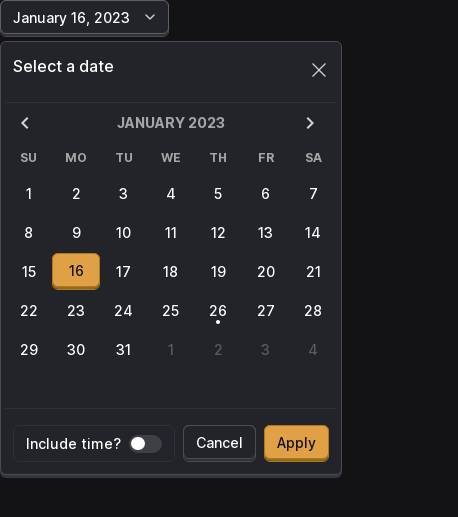 January 16, 2023
Select a date
JANUARY 2023
SU MO TU WE TH FR SA
1 2 3 4 5 6 7
8 9 10 11 12 13 14
15 16 17 18 19 20 21
22 23 24 25 26 27 28
29 30 31 1 2 3 4
Include time? Cancel Apply